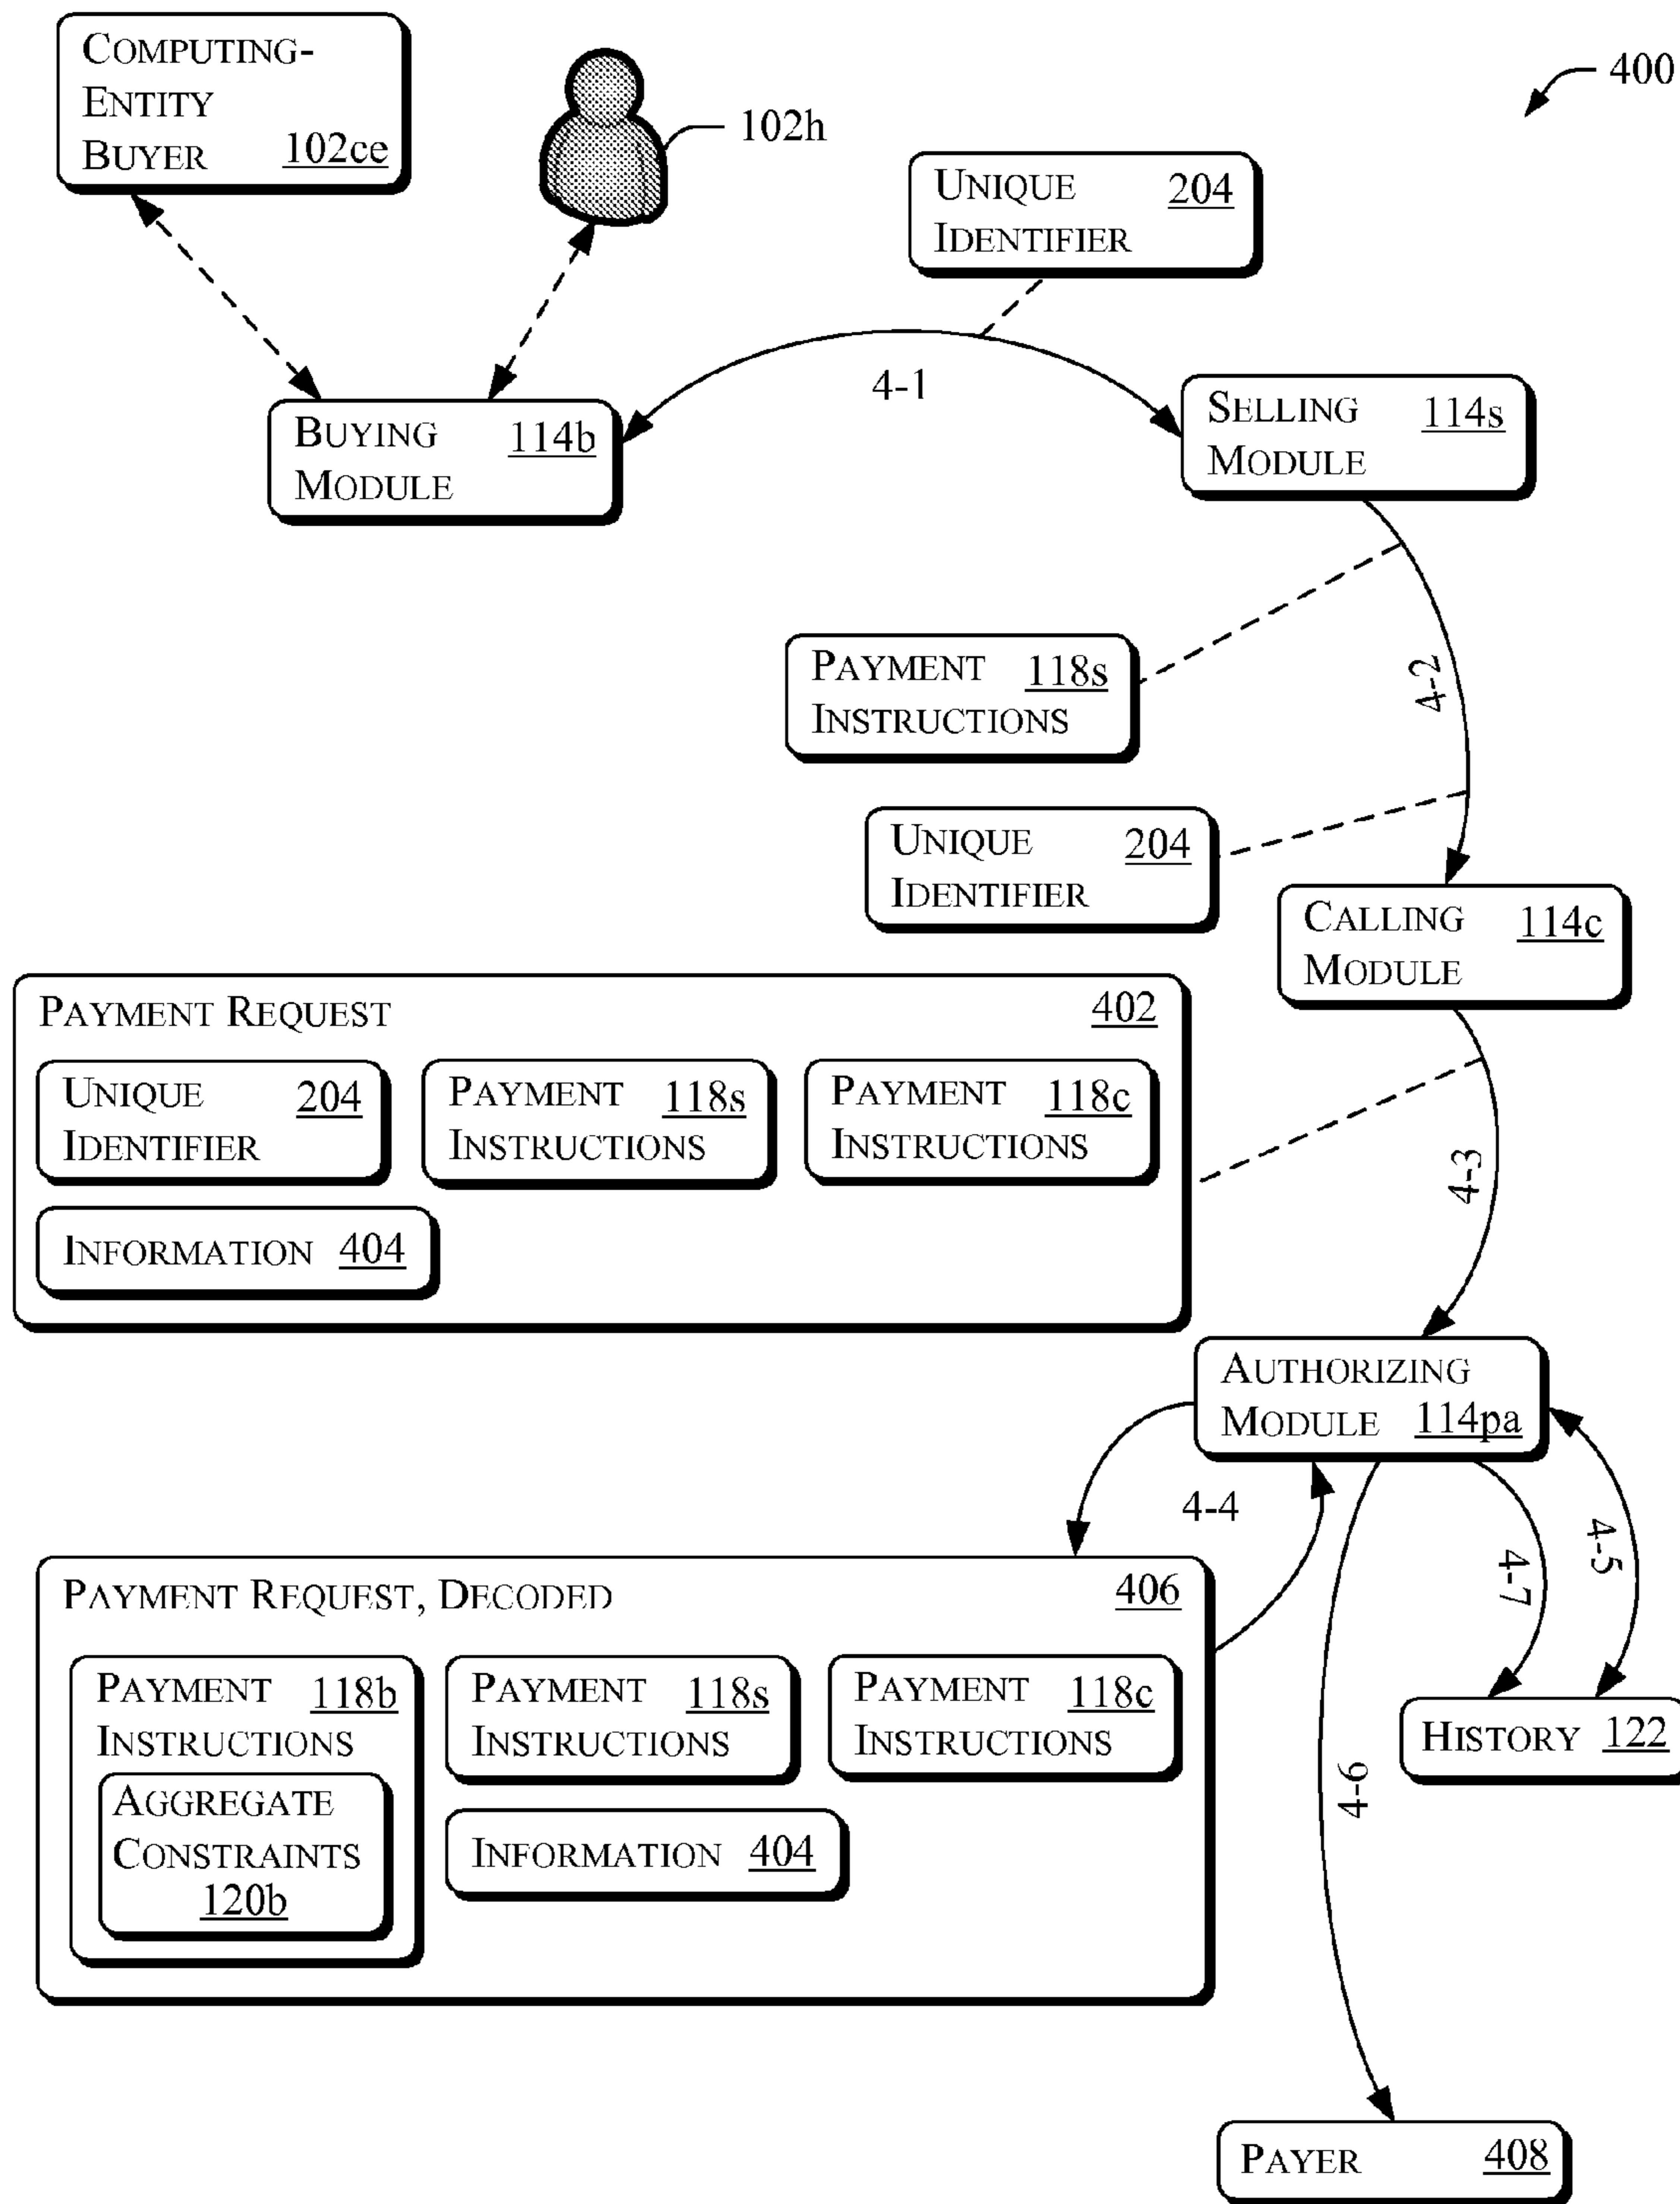 COMPUTING-
ENTITY
BUYER 102ce
102h
400
UNIQUE 204
IDENTIFIER
4-1
BUYING 114b
MODULE
SELLING 114s
MODULE
PAYMENT 118s
INSTRUCTIONS
4-2
UNIQUE 204
IDENTIFIER
CALLING 114c
MODULE
PAYMENT REQUEST 402
UNIQUE 204
IDENTIFIER
PAYMENT 118s
INSTRUCTIONS
PAYMENT 118c
INSTRUCTIONS
INFORMATION 404
4-3
AUTHORIZING
MODULE 114pa
4-4
4-5
4-7
PAYMENT REQUEST, DECODED 406
PAYMENT 118b
INSTRUCTIONS
AGGREGATE
CONSTRAINTS
120b
PAYMENT 118s
INSTRUCTIONS
PAYMENT 118c
INSTRUCTIONS
INFORMATION 404
HISTORY 122
4-6
PAYER 408